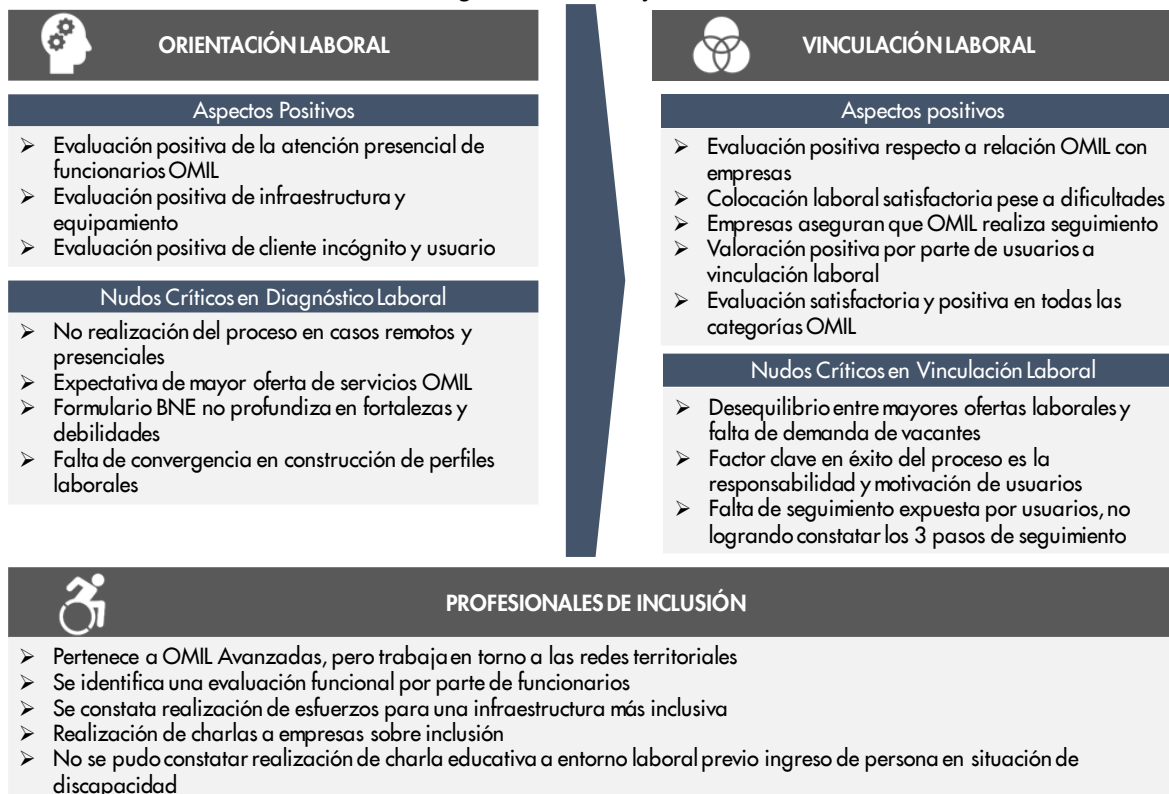 ORIENTACIÓN LABORAL
Aspectos Positivos
➢ Evaluación positiva de la atención presencial de
funcionarios OMIL
➢ Evaluación positiva de infraestructura y
equipamiento
➢ Evaluación positiva de cliente incógnito y usuario
Nudos Críticos en Diagnóstico Laboral
➢ No realización del proceso en casos remotos y
presenciales
➢ Expectativa de mayor oferta de servicios OMIL
➢ Formulario BNE no profundiza en fortalezas y
debilidades
➢ Falta de convergencia en construcción de perfiles
laborales
VINCULACIÓN LABORAL
Aspectos positivos
➢ Evaluación positiva respecto a relación OMIL con
empresas
➢ Colocación laboral satisfactoria pese a dificultades
➢ Empresas aseguran que OMIL realiza seguimiento
➢ Valoración positiva por parte de usuarios a
vinculación laboral
➢ Evaluación satisfactoria y positiva en todas las
categorías OMIL
Nudos Críticos en Vinculación Laboral
➢ Desequilibrio entre mayores ofertas laborales y
falta de demanda de vacantes
➢ Factor clave en éxito del proceso es la
responsabilidad y motivación de usuarios
➢ Falta de seguimiento expuesta por usuarios, no
logrando constatar los 3 pasos de seguimiento
PROFESIONALES DE INCLUSIÓN
➢ Pertenece a OMIL Avanzadas, pero trabaja en torno a las redes territoriales
➢ Se identifica una evaluación funcional por parte de funcionarios
➢ Se constata realización de esfuerzos para una infraestructura más inclusiva
➢ Realización de charlas a empresas sobre inclusión
➢ No se pudo constatar realización de charla educativa a entorno laboral previo ingreso de persona en situación de
discapacidad